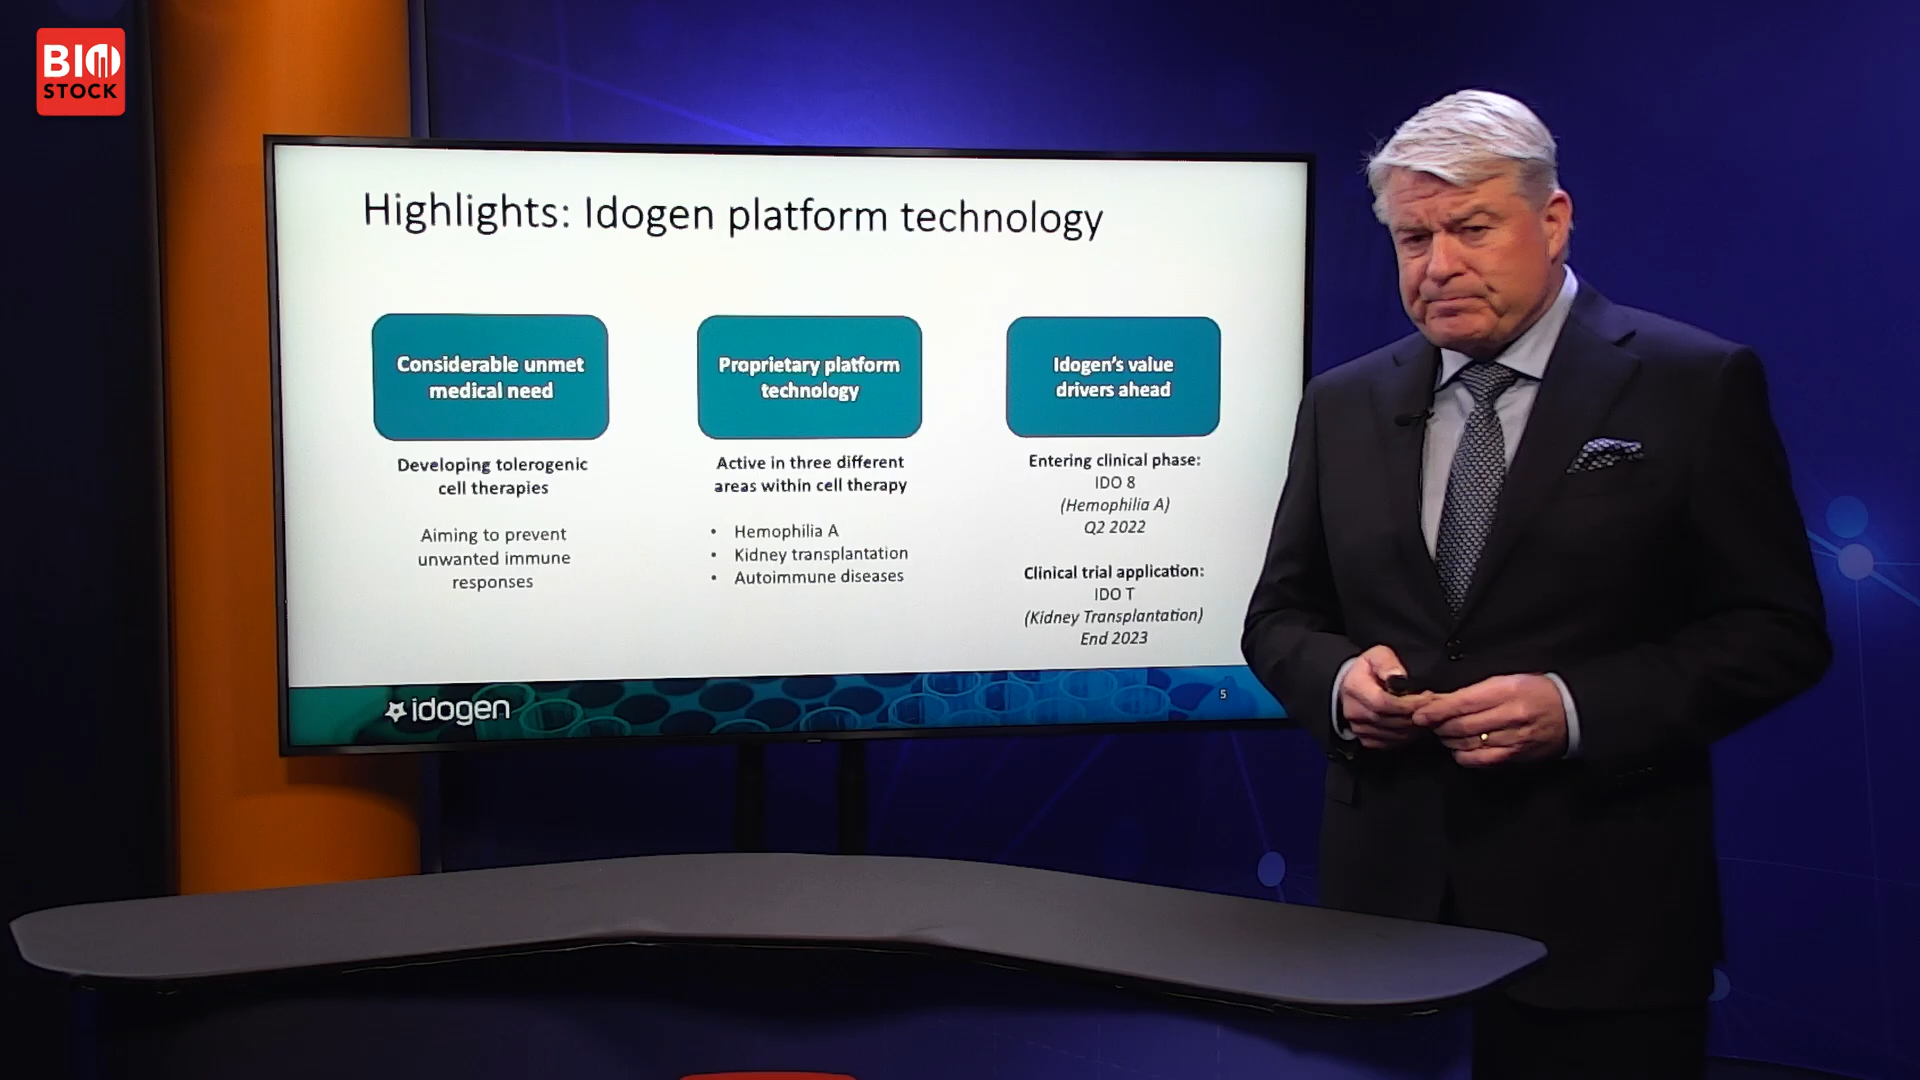 BIO
STOCK
Highlights: Idogen platform technology
Considerable unmet
medical need
Developing tolerogenic
cell therapies
Aiming to prevent
unwanted immune
responses
Proprietary platform
technology
Active in three different
areas within cell therapy
• Hemophilia A
• Kidney transplantation
• Autoimmune diseases
Idogen's value
drivers ahead
Entering clinical phase:
IDO 8
(Hemophilia A)
Q2 2022
Clinical trial application:
IDO T
(Kidney Transplantation)
End 2023
idogen
5